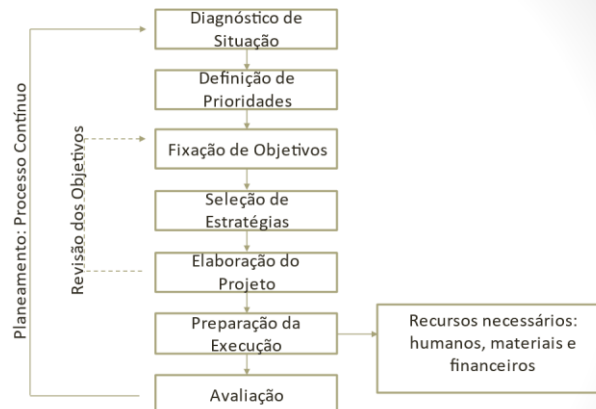 Diagnóstico de
Situação
Definição de
Prioridades
Fixação de Objetivos
Seleção de
Estratégias
Elaboração do
Projeto
Preparação da
Execução
Avaliação
Recursos necessários:
humanos, materiais e
financeiros
Planeamento: Processo Contínuo
Revisão dos Objetivos